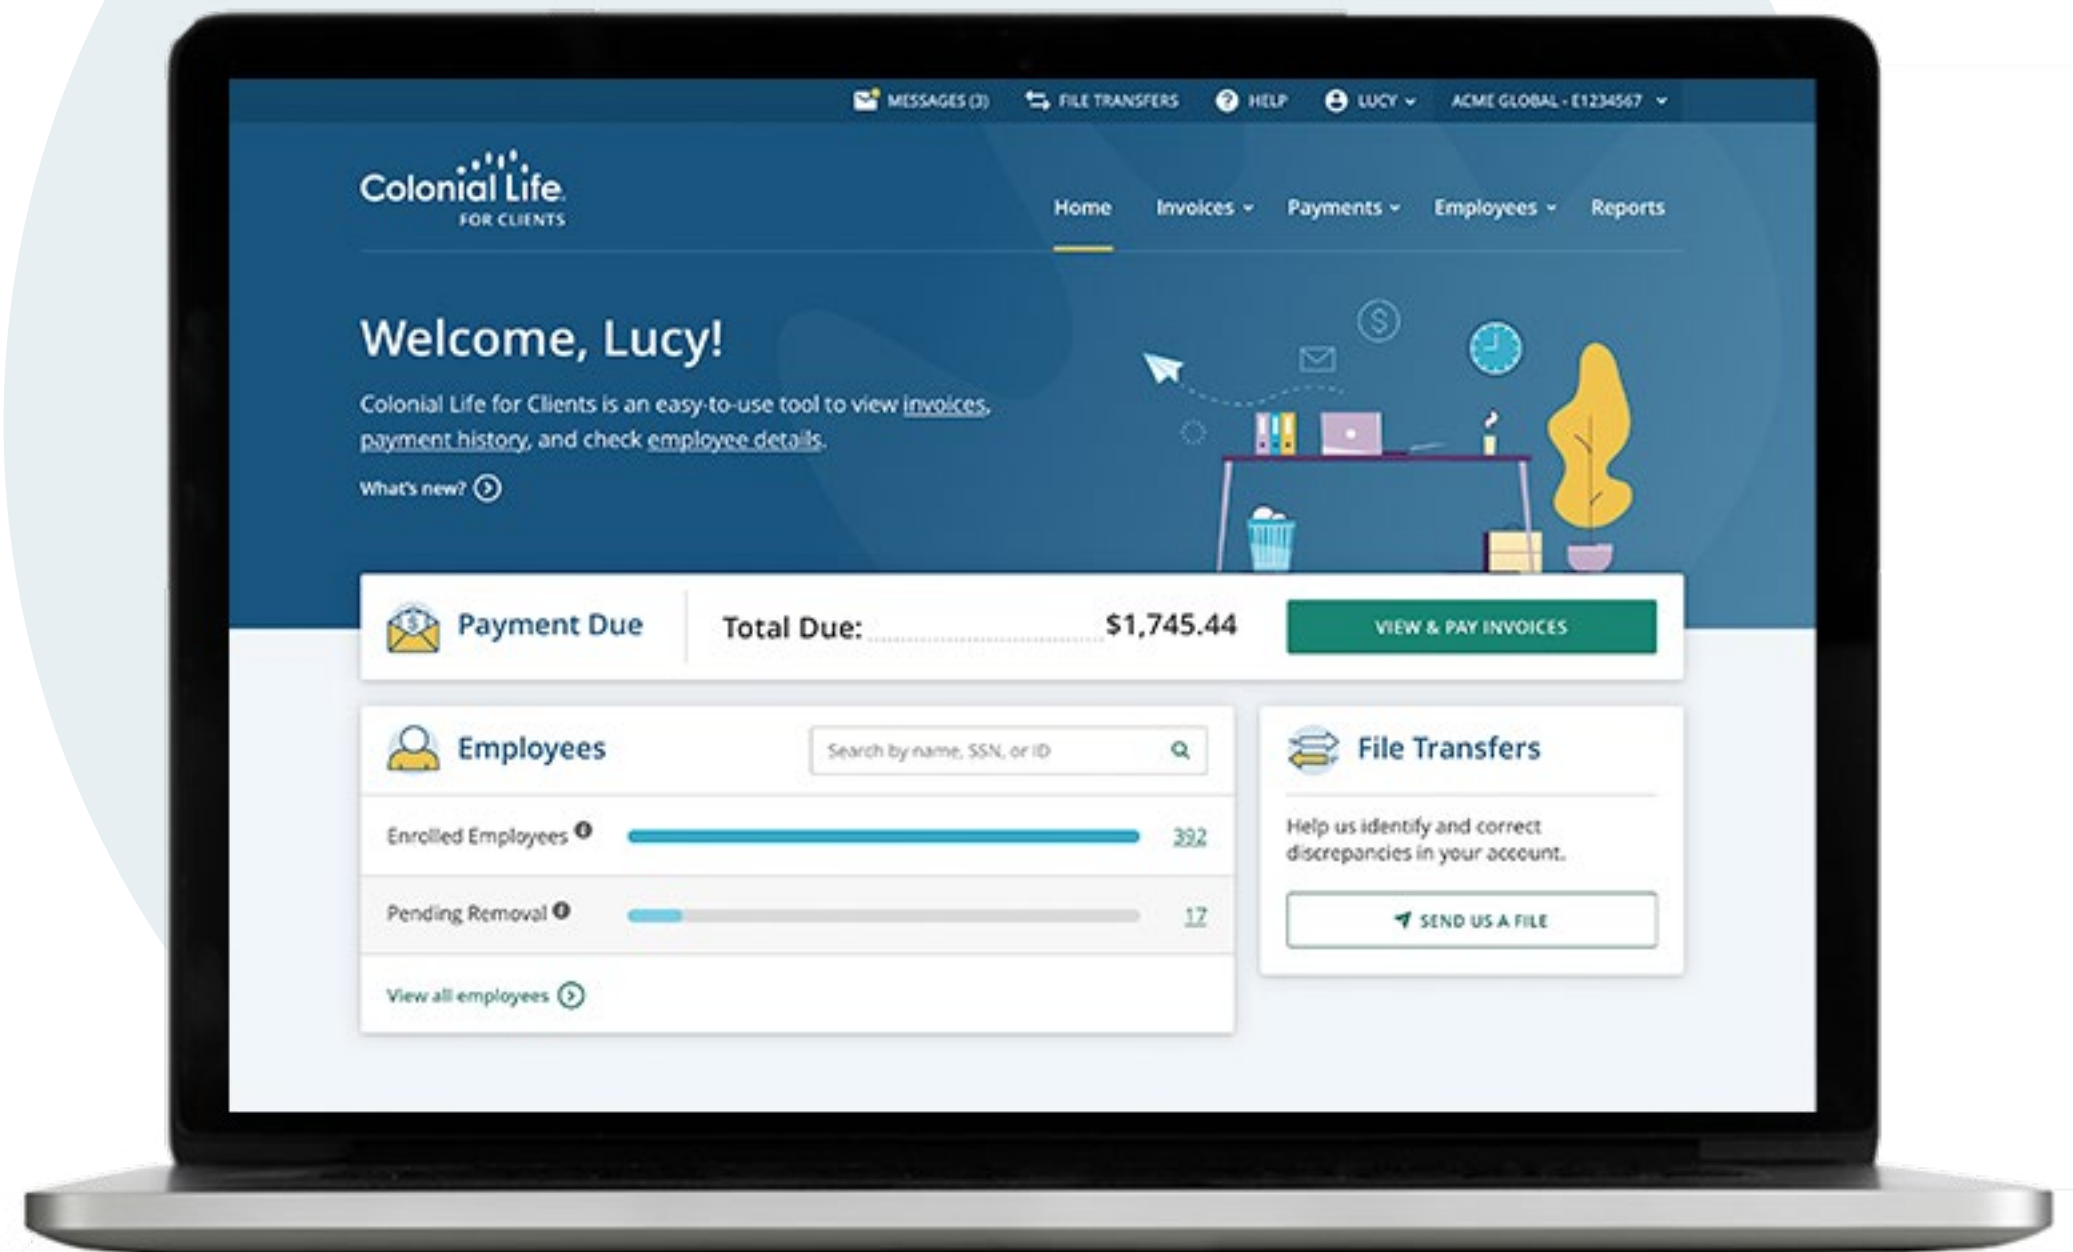 MESSAGES (3) FILE TRANSFERS HELP LUCY ACME GLOBAL - E1234567
Colonial Life.
FOR CLIENTS
Home Invoices Payments Employees Reports
Welcome, Lucy!
Colonial Life for Clients is an easy-to-use tool to view invoices,
payment history, and check employee details.
What's new?
Payment Due Total Due: $1,745.44 VIEW & PAY INVOICES
Employees Search by name, SSN, or ID
Enrolled Employees 392
Pending Removal 17
View all employees
File Transfers
Help us identify and correct
discrepancies in your account.
SEND US A FILE